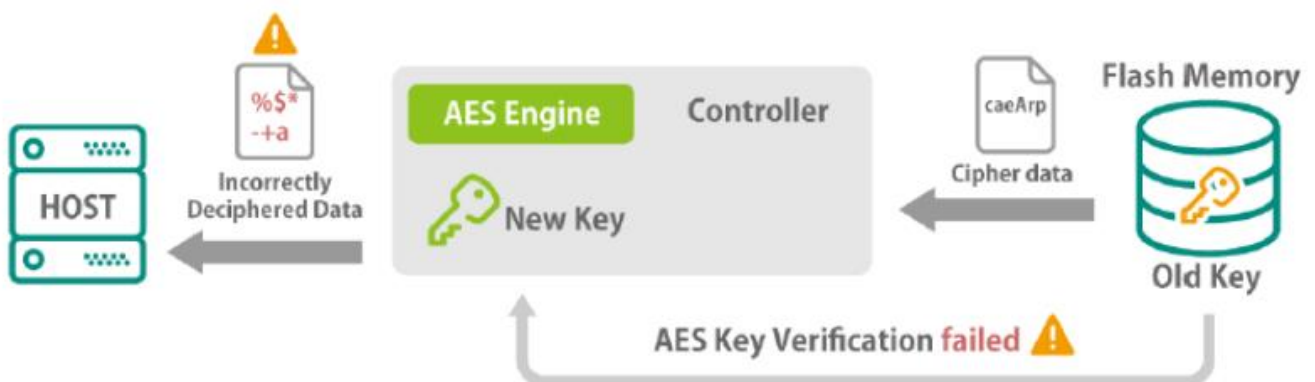 %$*
-+a
HOST
Incorrectly
Deciphered Data
AES Engine
Controller
New Key
caeArp
Cipher data
Flash Memory
Old Key
AES Key Verification failed